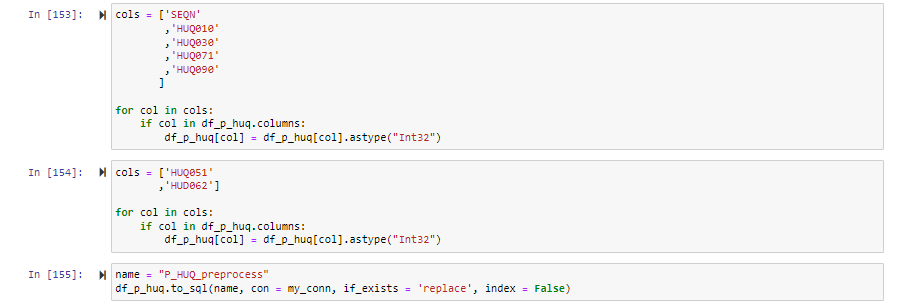 In [153]:
cols = ['SEQN'
,'HUQ010'
,'HUQ030'
,'HUQ071'
,'HUQ090'
]
for col in cols:
if col in df_p_huq.columns:
df_p_huq[col] = df_p_huq[col].astype("Int32")
In [154]:
cols = ['HUQ051'
,'HUD062']
for col in cols:
if col in df_p_huq.columns:
df_p_huq[col] = df_p_huq[col].astype("Int32")
In [155]:
name = "P_HUQ_preprocess"
df_p_huq.to_sql(name, con = my_conn, if_exists = 'replace', index = False)